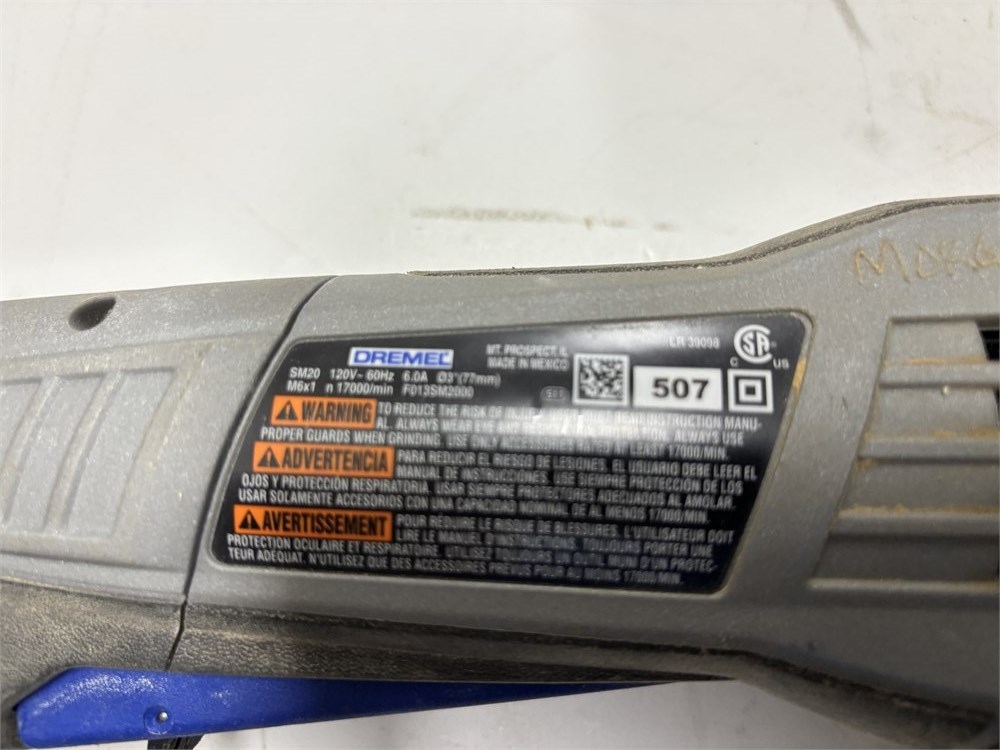 MORG
DREMEL
MT. PROSPECT, IL
MADE IN MEXICO
LR 39098
C US
SM20 120V~ 60Hz 6.0A Ø3"(77mm)
M6x1 n 17000/min F013SM2000
507
WARNING TO REDUCE THE RISK OF INSTRUCTION MANU-
AL. ALWAYS WEAR EYE AND ALWAYS USE
PROPER GUARDS WHEN GRINDING. USE ONLY ACCESSORIES LEAST 17000/MIN.
ADVERTENCIA PARA REDUCIR EL RIESGO DE LESIONES, EL USUARIO DEBE LEER EL
MANUAL DE INSTRUCCIONES. USE SIEMPRE PROTECCIÓN DE LOS
OJOS Y PROTECCIÓN RESPIRATORIA. USAR SIEMPRE PROTECTORES ADECUADOS AL AMOLAR.
USAR SOLAMENTE ACCESORIOS CON UNA CAPACIDAD NOMINAL DE AL MENOS 17000/MIN.
AVERTISSEMENT POUR RÉDUIRE LE RISQUE DE BLESSURES, L'UTILISATEUR DOIT
LIRE LE MANUEL D'INSTRUCTIONS. TOUJOURS PORTER UNE
PROTECTION OCULAIRE ET RESPIRATOIRE. UTILISEZ TOUJOURS UN OUTIL MUNI D'UN PROTEC-
TEUR ADÉQUAT. N'UTILISEZ QUE DES ACCESSOIRES PRÉVUS POUR AU MOINS 17000/MIN.